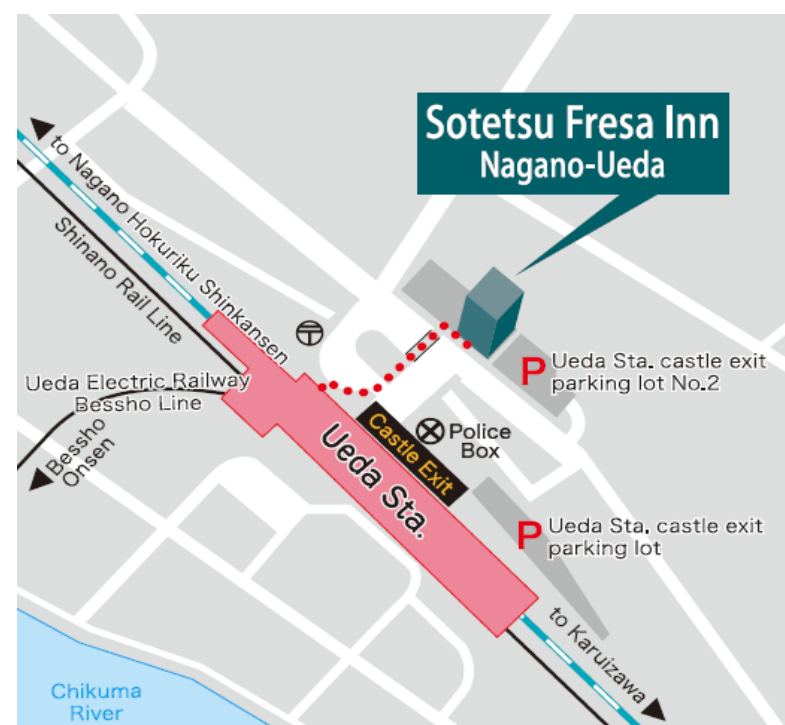 Sotetsu Fresa Inn
Nagano-Ueda
to Nagano Hokuriku Shinkansen
Shinano Rail Line
Ueda Electric Railway
Bessho Line
Bessho
Onsen
P Ueda Sta. castle exit
parking lot No.2
Police
Box
Castle Exit
Ueda Sta.
P Ueda Sta. castle exit
parking lot
to Karuizawa
Chikuma
River